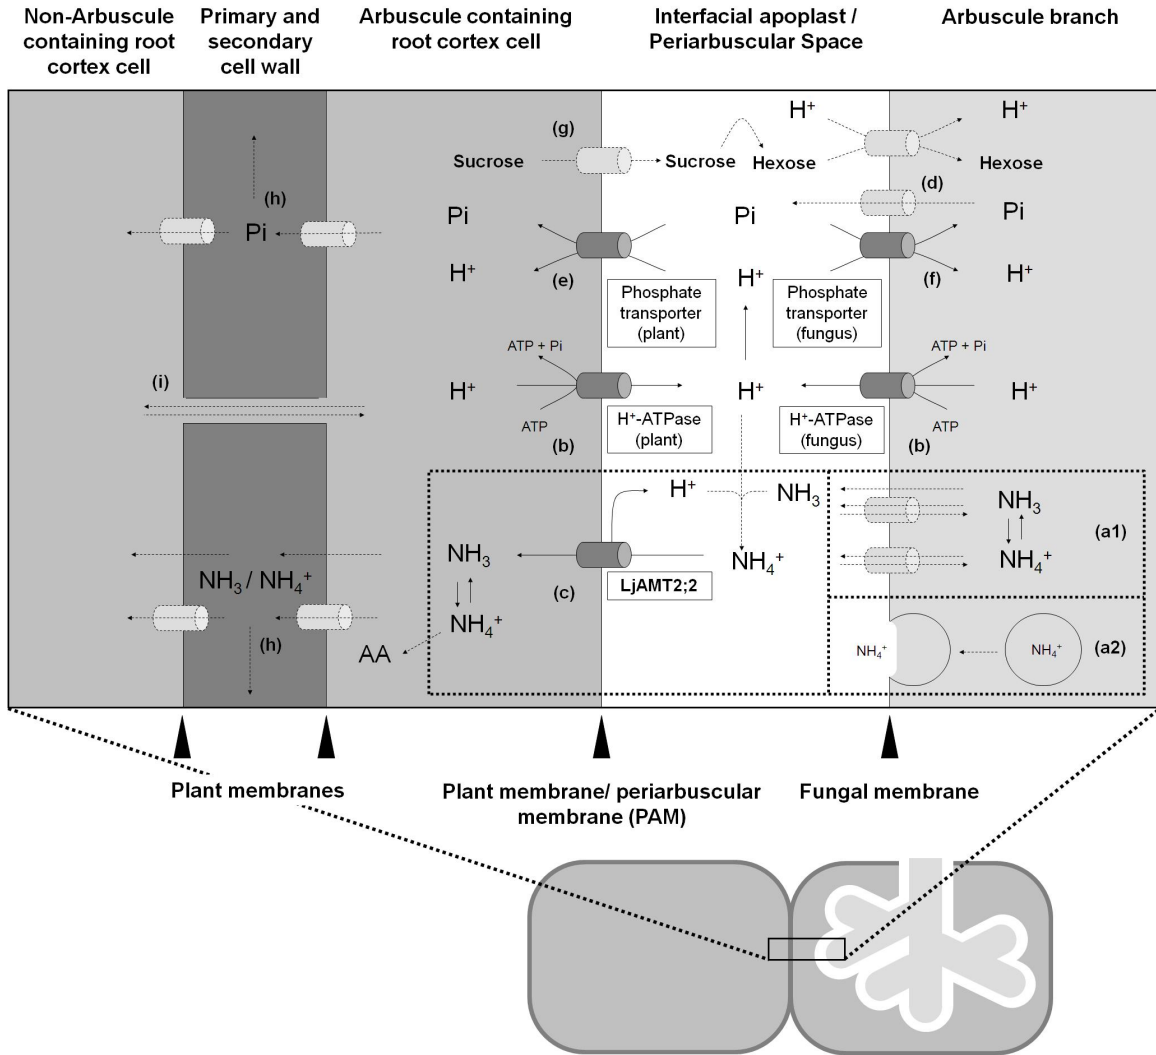 Non-Arbuscule
containing root
cortex cell
Primary and
secondary
cell wall
Arbuscule containing
root cortex cell
Interfacial apoplast /
Periarbuscular Space
Arbuscule branch
H⁺
H⁺
(g)
Sucrose
Sucrose
Hexose
Hexose
(d)
(h)
Pi
Pi
Pi
Pi
H⁺
(e)
H⁺
(f)
H⁺
Phosphate
transporter
(plant)
Phosphate
transporter
(fungus)
ATP + Pi
ATP + Pi
(i)
H⁺
H⁺
H⁺
ATP
ATP
(b)
H⁺-ATPase
(plant)
H⁺-ATPase
(fungus)
(b)
H⁺
NH₃
NH₃
(a1)
NH₃
NH₄⁺
NH₄⁺
NH₃ / NH₄⁺
(c)
LjAMT2;2
NH₄⁺
(h)
AA
NH₄⁺
NH₄⁺
(a2)
Plant membranes
Plant membrane/ periarbuscular
membrane (PAM)
Fungal membrane